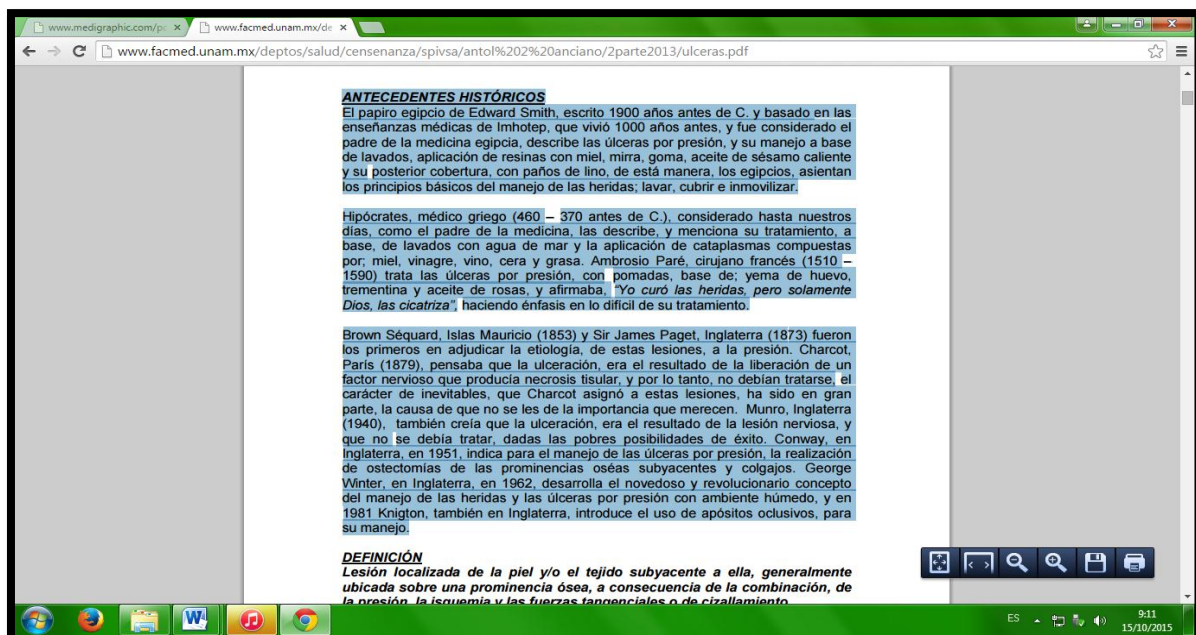 www.medigraphic.com/pc
www.facmed.unam.mx/de
www.facmed.unam.mx/deptos/salud/censenanza/spivsa/antol%202%20anciano/2parte2013/ulceras.pdf
ANTECEDENTES HISTÓRICOS
El papiro egipcio de Edward Smith, escrito 1900 años antes de C. y basado en las
enseñanzas médicas de Imhotep, que vivió 1000 años antes, y fue considerado el
padre de la medicina egipcia, describe las úlceras por presión, y su manejo a base
de lavados, aplicación de resinas con miel, mirra, goma, aceite de sésamo caliente
y su posterior cobertura, con paños de lino, de está manera, los egipcios, asientan
los principios básicos del manejo de las heridas; lavar, cubrir e inmovilizar.
Hipócrates, médico griego (460 – 370 antes de C.), considerado hasta nuestros
días, como el padre de la medicina, las describe, y menciona su tratamiento, a
base, de lavados con agua de mar y la aplicación de cataplasmas compuestas
por; miel, vinagre, vino, cera y grasa. Ambrosio Paré, cirujano francés (1510 –
1590) trata las úlceras por presión, con pomadas, base de; yema de huevo,
trementina y aceite de rosas, y afirmaba, "Yo curó las heridas, pero solamente
Dios, las cicatriza", haciendo énfasis en lo difícil de su tratamiento.
Brown Séquard, Islas Mauricio (1853) y Sir James Paget, Inglaterra (1873) fueron
los primeros en adjudicar la etiología, de estas lesiones, a la presión. Charcot,
París (1879), pensaba que la ulceración, era el resultado de la liberación de un
factor nervioso que producía necrosis tisular, y por lo tanto, no debían tratarse, el
carácter de inevitables, que Charcot asignó a estas lesiones, ha sido en gran
parte, la causa de que no se les de la importancia que merecen. Munro, Inglaterra
(1940), también creía que la ulceración, era el resultado de la lesión nerviosa, y
que no se debía tratar, dadas las pobres posibilidades de éxito. Conway, en
Inglaterra, en 1951, indica para el manejo de las úlceras por presión, la realización
de ostectomías de las prominencias oséas subyacentes y colgajos. George
Winter, en Inglaterra, en 1962, desarrolla el novedoso y revolucionario concepto
del manejo de las heridas y las úlceras por presión con ambiente húmedo, y en
1981 Knigton, también en Inglaterra, introduce el uso de apósitos oclusivos, para
su manejo.
DEFINICIÓN
Lesión localizada de la piel y/o el tejido subyacente a ella, generalmente
ubicada sobre una prominencia ósea, a consecuencia de la combinación, de
la presión, la isquemia y las fuerzas tangenciales o de cizallamiento
ES
9:11
15/10/2015